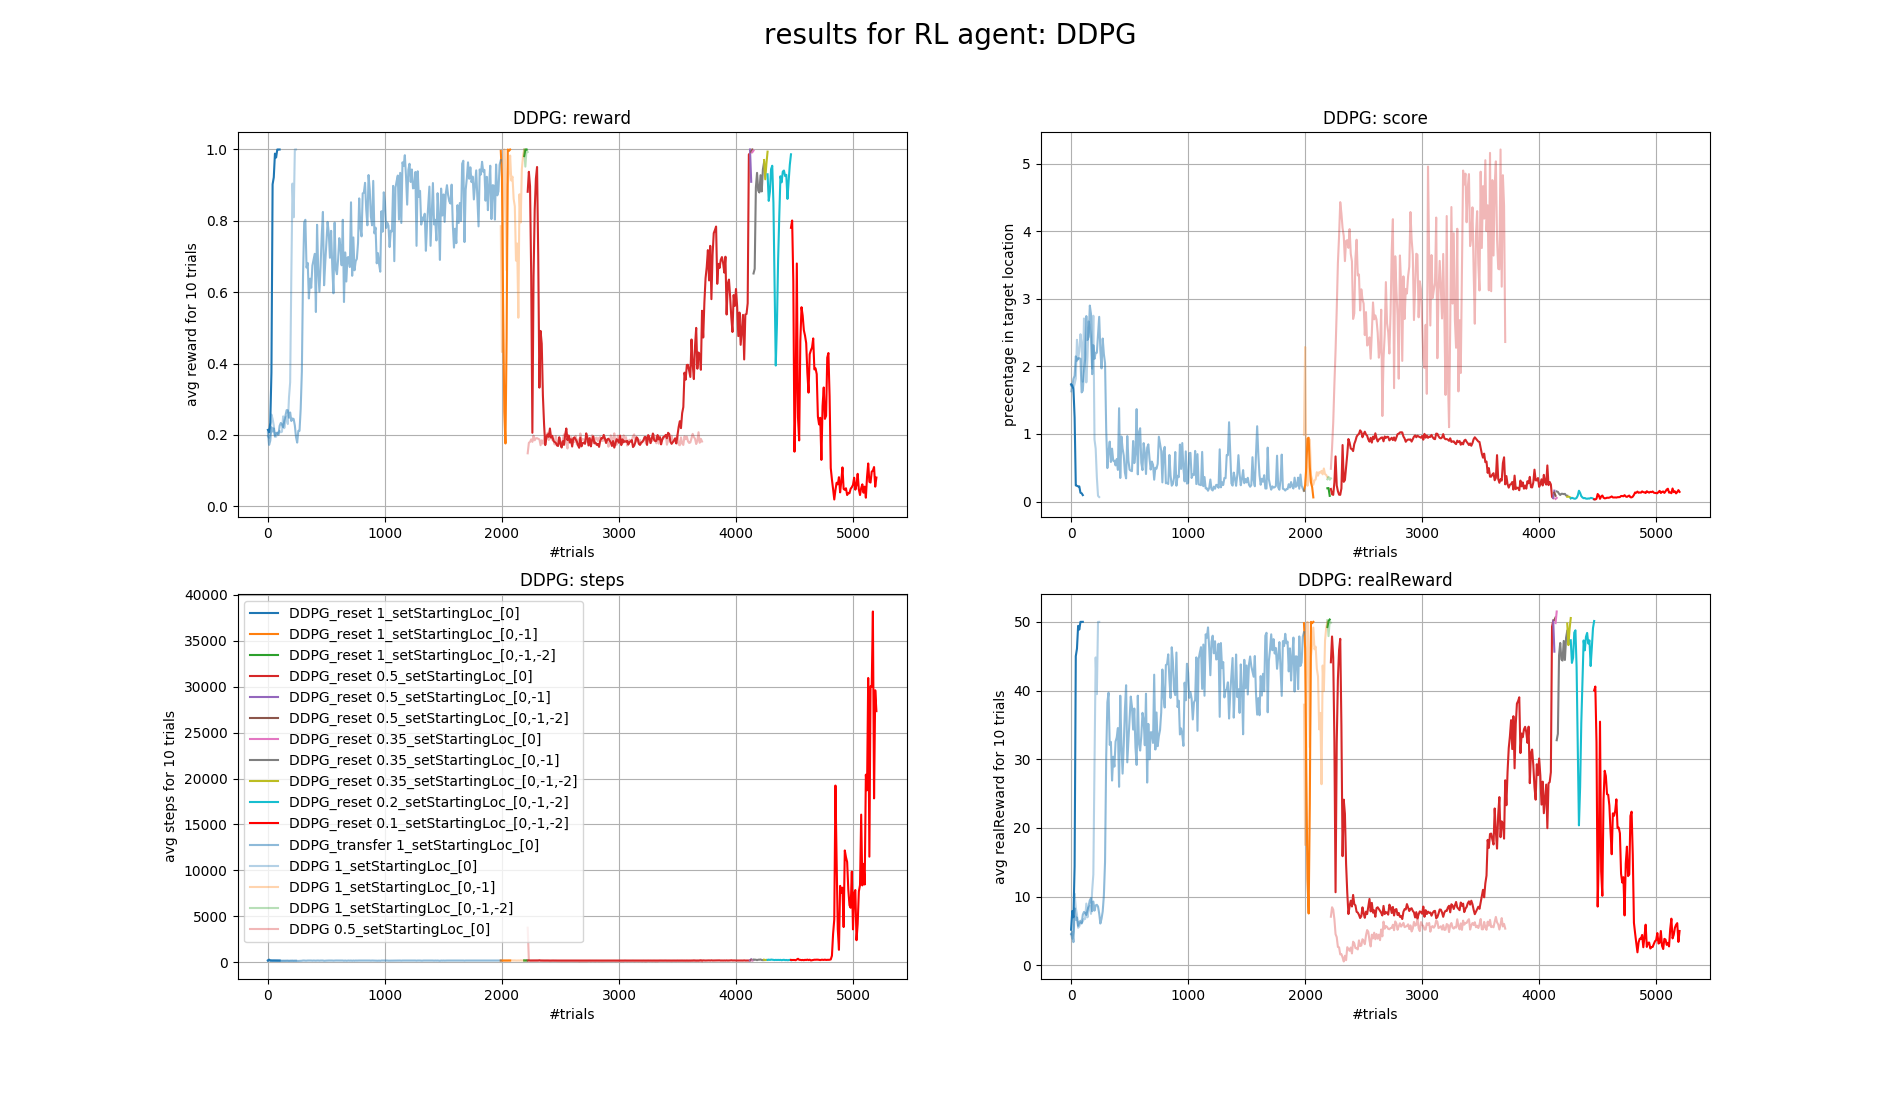 results for RL agent: DDPG
DDPG: reward
avg reward for 10 trials
1.0
0.8
0.6
0.4
0.2
0.0
0 1000 2000 3000 4000 5000
#trials
DDPG: score
precentage in target location
5
4
3
2
1
0
0 1000 2000 3000 4000 5000
#trials
DDPG: steps
avg steps for 10 trials
40000
35000
30000
25000
20000
15000
10000
5000
0
DDPG_reset 1_setStartingLoc_[0]
DDPG_reset 1_setStartingLoc_[0,-1]
DDPG_reset 1_setStartingLoc_[0,-1,-2]
DDPG_reset 0.5_setStartingLoc_[0]
DDPG_reset 0.5_setStartingLoc_[0,-1]
DDPG_reset 0.5_setStartingLoc_[0,-1,-2]
DDPG_reset 0.35_setStartingLoc_[0]
DDPG_reset 0.35_setStartingLoc_[0,-1]
DDPG_reset 0.35_setStartingLoc_[0,-1,-2]
DDPG_reset 0.2_setStartingLoc_[0,-1,-2]
DDPG_reset 0.1_setStartingLoc_[0,-1,-2]
DDPG_transfer 1_setStartingLoc_[0]
DDPG 1_setStartingLoc_[0]
DDPG 1_setStartingLoc_[0,-1]
DDPG 1_setStartingLoc_[0,-1,-2]
DDPG 0.5_setStartingLoc_[0]
0 1000 2000 3000 4000 5000
#trials
DDPG: realReward
avg realReward for 10 trials
50
40
30
20
10
0
0 1000 2000 3000 4000 5000
#trials